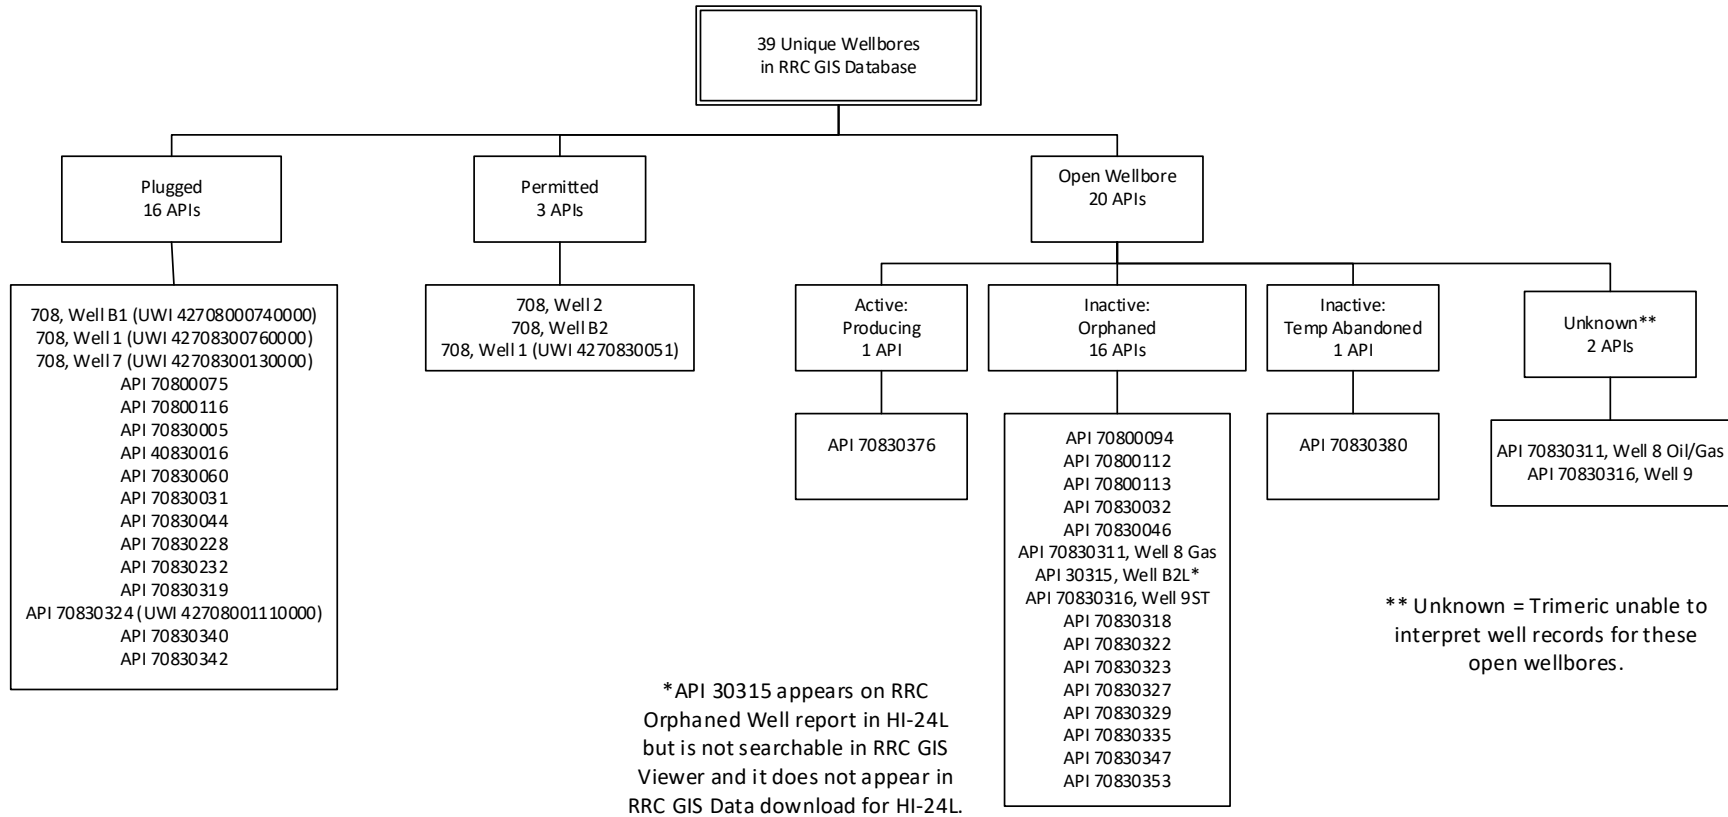 39 Unique Wellbores
in RRC GIS Database
Plugged
16 APIs
Permitted
3 APIs
Open Wellbore
20 APIs
708, Well B1 (UWI 42708000740000)
708, Well 1 (UWI 42708300760000)
708, Well 7 (UWI 42708300130000)
API 70800075
API 70800116
API 70830005
API 40830016
API 70830060
API 70830031
API 70830044
API 70830228
API 70830232
API 70830319
API 70830324 (UWI 42708001110000)
API 70830340
API 70830342
708, Well 2
708, Well B2
708, Well 1 (UWI 4270830051)
Active:
Producing
1 API
Inactive:
Orphaned
16 APIs
Inactive:
Temp Abandoned
1 API
Unknown**
2 APIs
API 70830376
API 70800094
API 70800112
API 70800113
API 70830032
API 70830046
API 70830311, Well 8 Gas
API 30315, Well B2L*
API 70830316, Well 9ST
API 70830318
API 70830322
API 70830323
API 70830327
API 70830329
API 70830335
API 70830347
API 70830353
API 70830380
API 70830311, Well 8 Oil/Gas
API 70830316, Well 9
*API 30315 appears on RRC
Orphaned Well report in HI-24L
but is not searchable in RRC GIS
Viewer and it does not appear in
RRC GIS Data download for HI-24L.
** Unknown = Trimeric unable to
interpret well records for these
open wellbores.